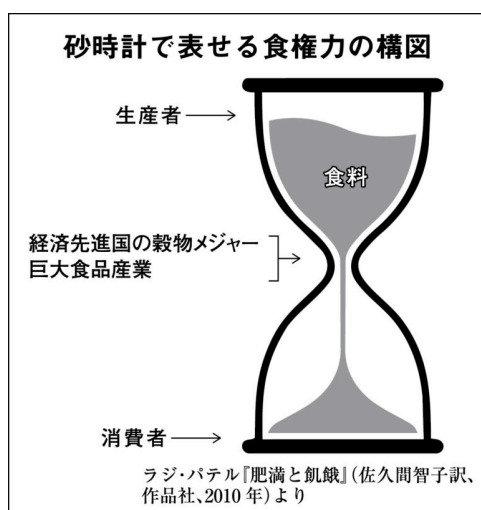 砂時計で表せる食権力の構図
生産者
食料
経済先進国の穀物メジャー
巨大食品産業
消費者
ラジ・パテル『肥満と飢餓』(佐久間智子訳、
作品社、2010年)より